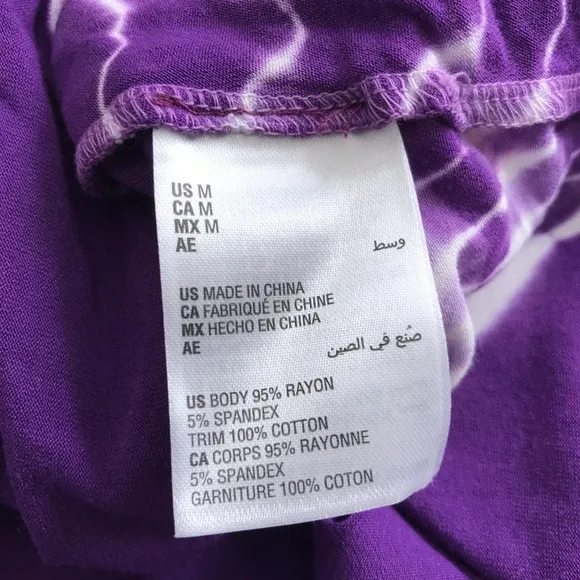 US M
CA M
MX M
AE وسط
US MADE IN CHINA
CA FABRIQUÉ EN CHINE
MX HECHO EN CHINA
AE صُنع في الصين
US BODY 95% RAYON
5% SPANDEX
TRIM 100% COTTON
CA CORPS 95% RAYONNE
5% SPANDEX
GARNITURE 100% COTON